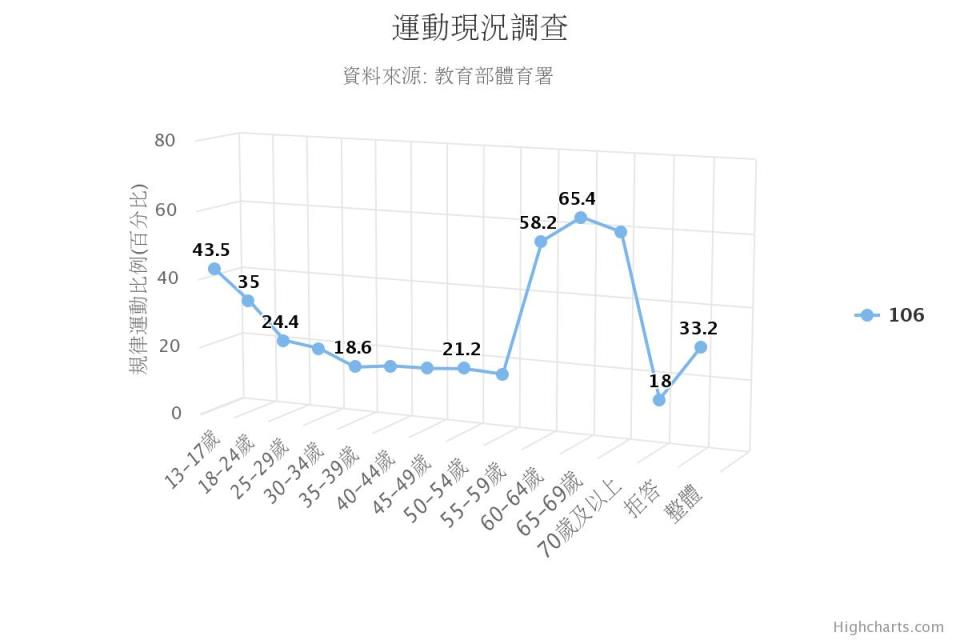 運動現況調查
資料來源: 教育部體育署
規律運動比例(百分比)
80
60
40
20
0
43.5
35
24.4
18.6
21.2
58.2
65.4
18
33.2
13-17歲
18-24歲
25-29歲
30-34歲
35-39歲
40-44歲
45-49歲
50-54歲
55-59歲
60-64歲
65-69歲
70歲及以上
拒答
整體
106
Highcharts.com